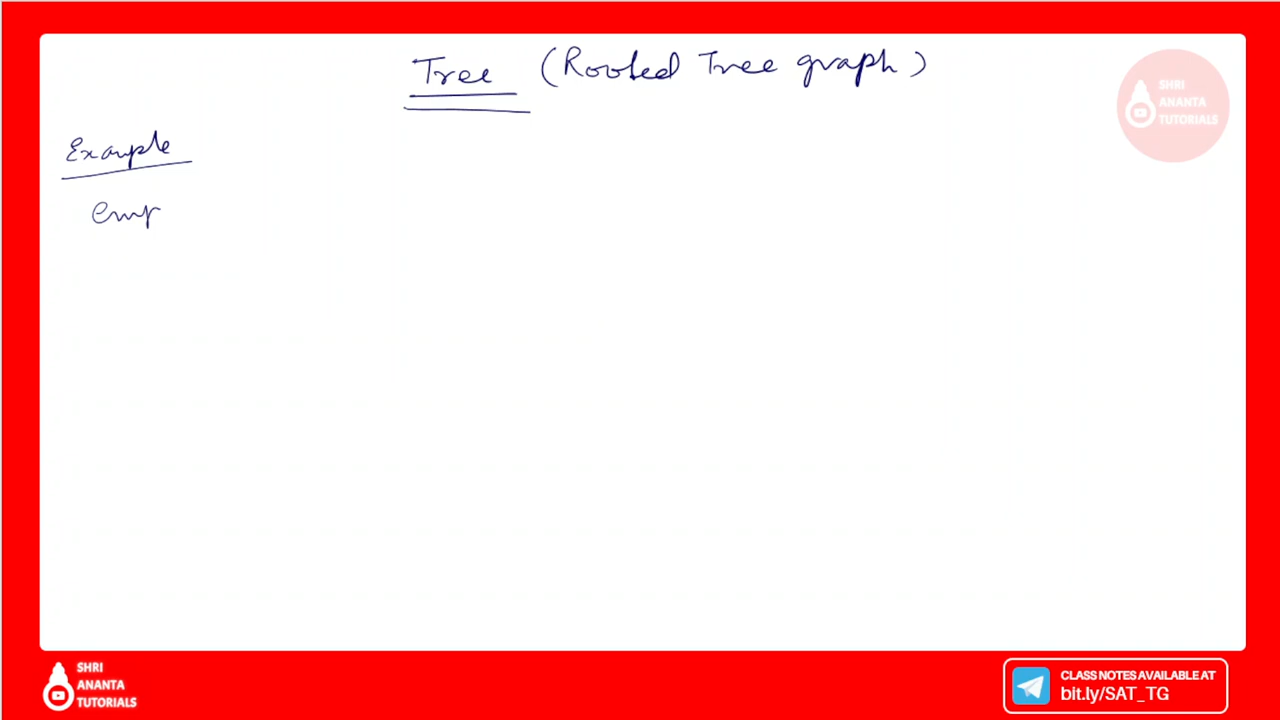 Tree (Rooted Tree graph)
SHRI
ANANTA
TUTORIALS
Example
emp
SHRI
ANANTA
TUTORIALS
CLASS NOTES AVAILABLE AT
bit.ly/SAT_TG